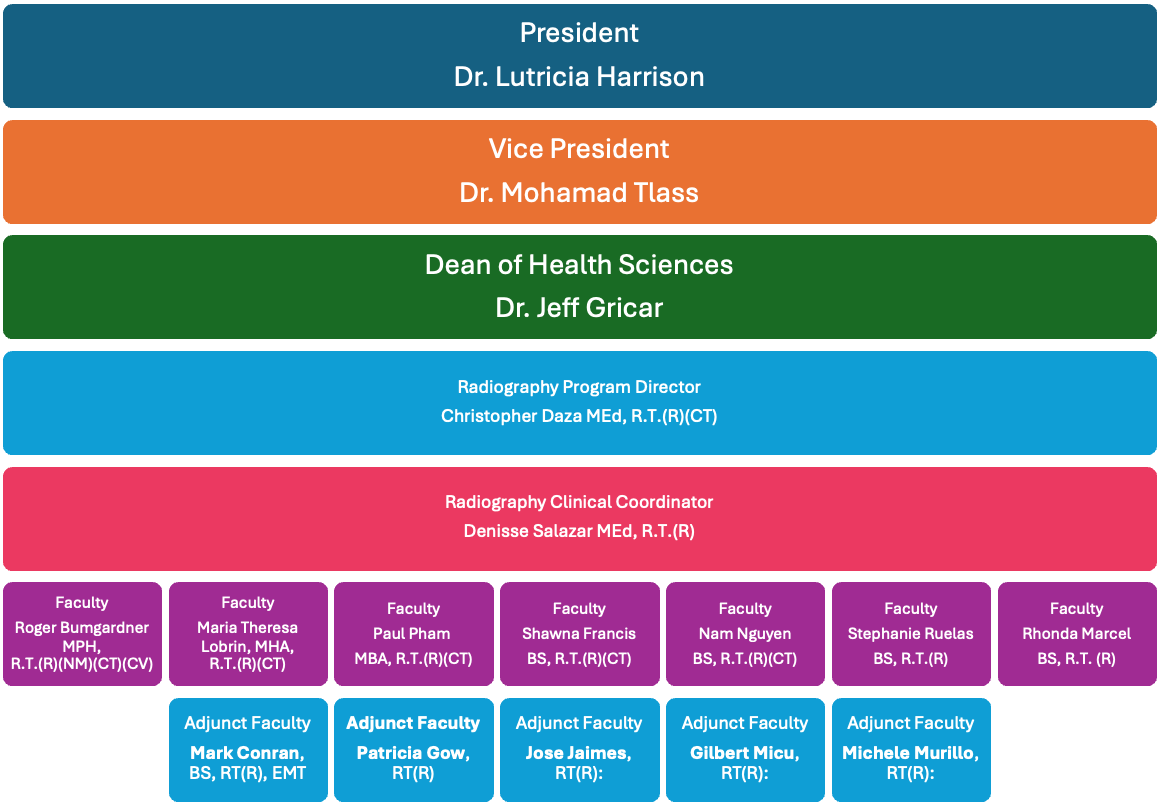 President
Dr. Lutricia Harrison
Vice President
Dr. Mohamad Tlass
Dean of Health Sciences
Dr. Jeff Gricar
Radiography Program Director
Christopher Daza MEd, R.T.(R)(CT)
Radiography Clinical Coordinator
Denisse Salazar MEd, R.T.(R)
Faculty
Roger Bumgardner
MPH,
R.T.(R)(NM)(CT)(CV)
Faculty
Maria Theresa
Lobrin, MHA,
R.T.(R)(CT)
Faculty
Paul Pham
MBA, R.T.(R)(CT)
Faculty
Shawna Francis
BS, R.T.(R)(CT)
Faculty
Nam Nguyen
BS, R.T.(R)(CT)
Faculty
Stephanie Ruelas
BS, R.T.(R)
Faculty
Rhonda Marcel
BS, R.T. (R)
Adjunct Faculty
Mark Conran,
BS, RT(R), EMT
Adjunct Faculty
Patricia Gow,
RT(R)
Adjunct Faculty
Jose Jaimes,
RT(R):
Adjunct Faculty
Gilbert Micu,
RT(R):
Adjunct Faculty
Michele Murillo,
RT(R):